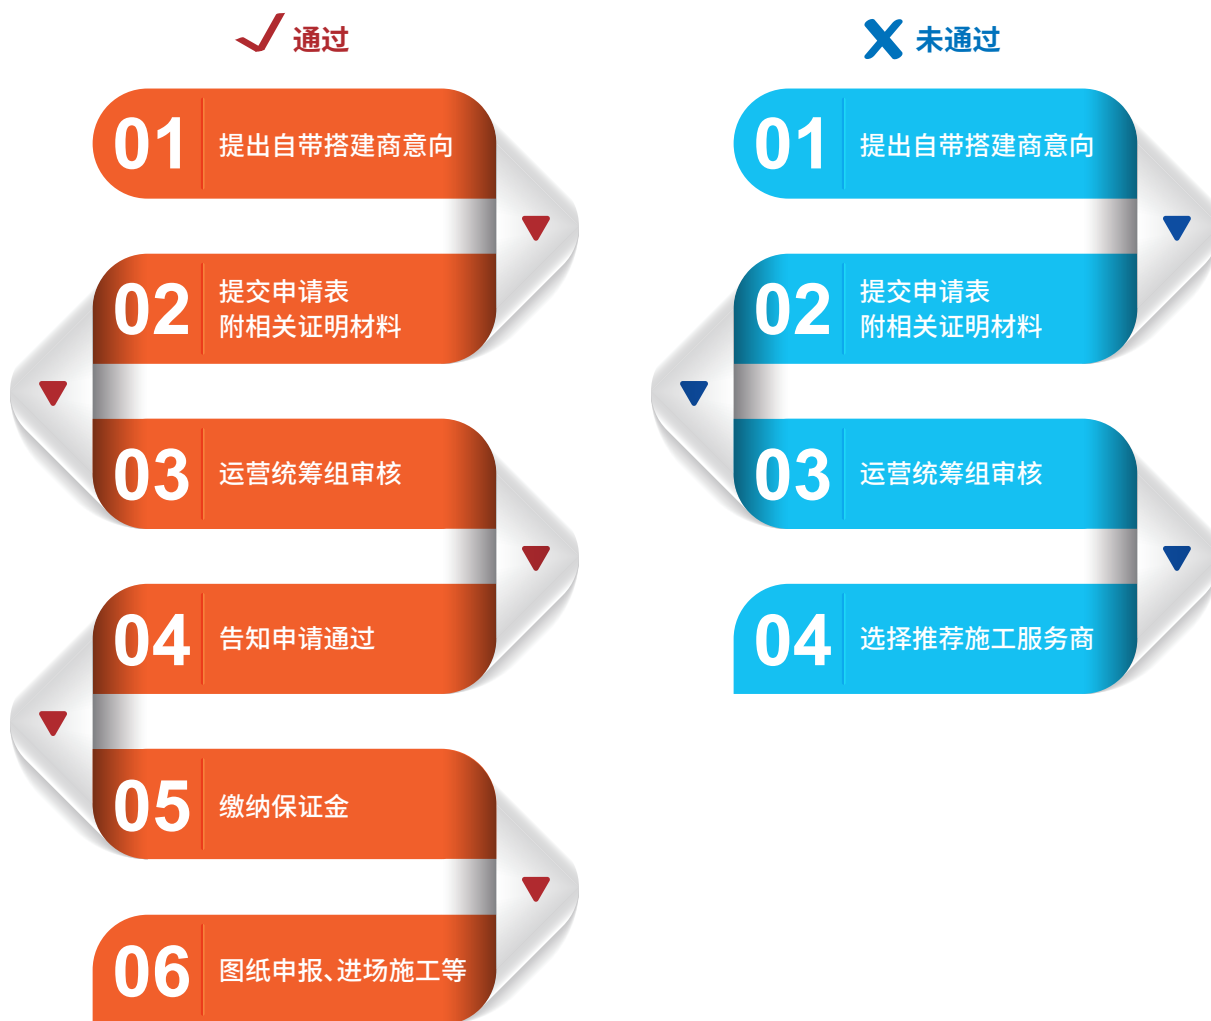 通过
01
提出自带搭建商意向
02
提交申请表
附相关证明材料
03
运营统筹组审核
04
告知申请通过
05
缴纳保证金
06
图纸申报、进场施工等
未通过
01
提出自带搭建商意向
02
提交申请表
附相关证明材料
03
运营统筹组审核
04
选择推荐施工服务商